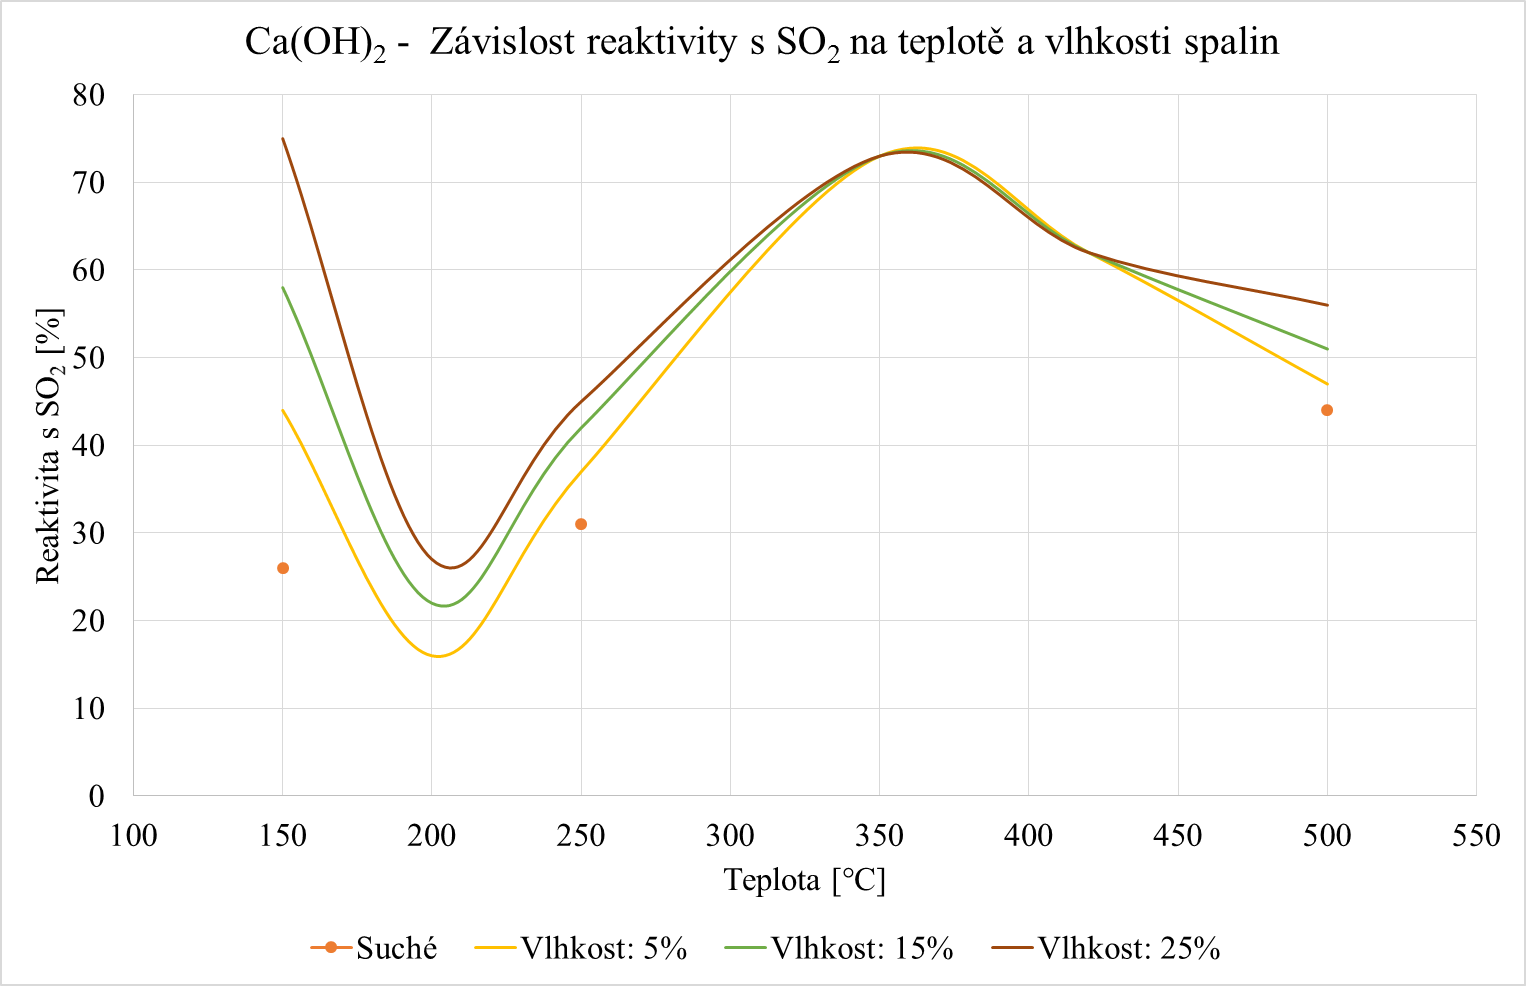 Ca(OH)₂ - Závislost reaktivity s SO₂ na teplotě a vlhkosti spalin
80
70
60
50
40
30
20
10
0
Reaktivita s SO₂ [%]
100 150 200 250 300 350 400 450 500 550
Teplota [°C]
Suché Vlhkost: 5% Vlhkost: 15% Vlhkost: 25%